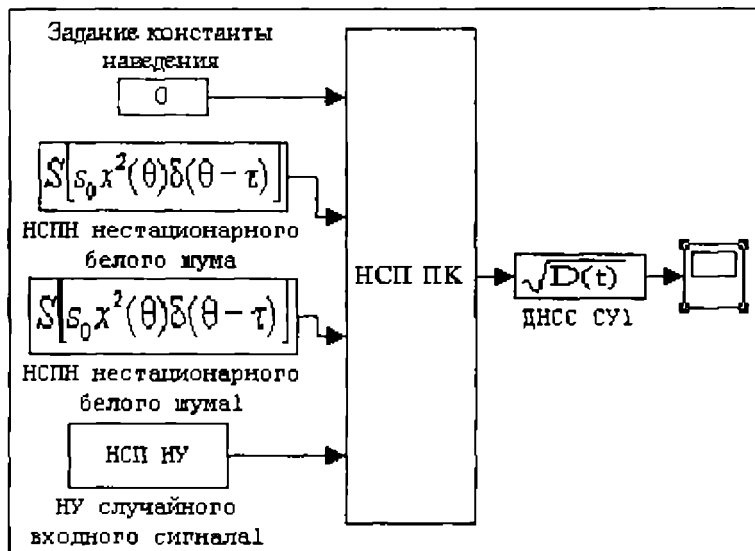 Задание константы
наведения
0
S[s₀x²(θ)δ(θ−τ)]
НСПН нестационарного
белого шума
S[s₀x²(θ)δ(θ−τ)]
НСПН нестационарного
белого шума1
НСП НУ
НУ случайного
входного сигнала1
НСП ПК
√D(t)
ДНСС СУ1